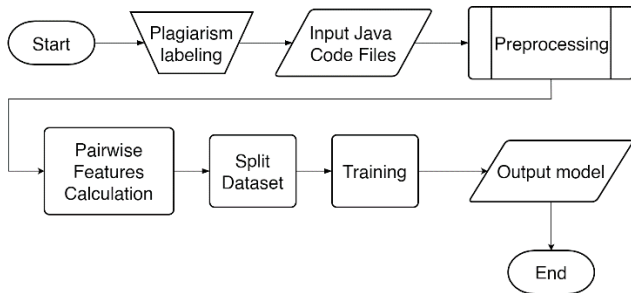 Start
Plagiarism
labeling
Input Java
Code Files
Preprocessing
Pairwise
Features
Calculation
Split
Dataset
Training
Output model
End